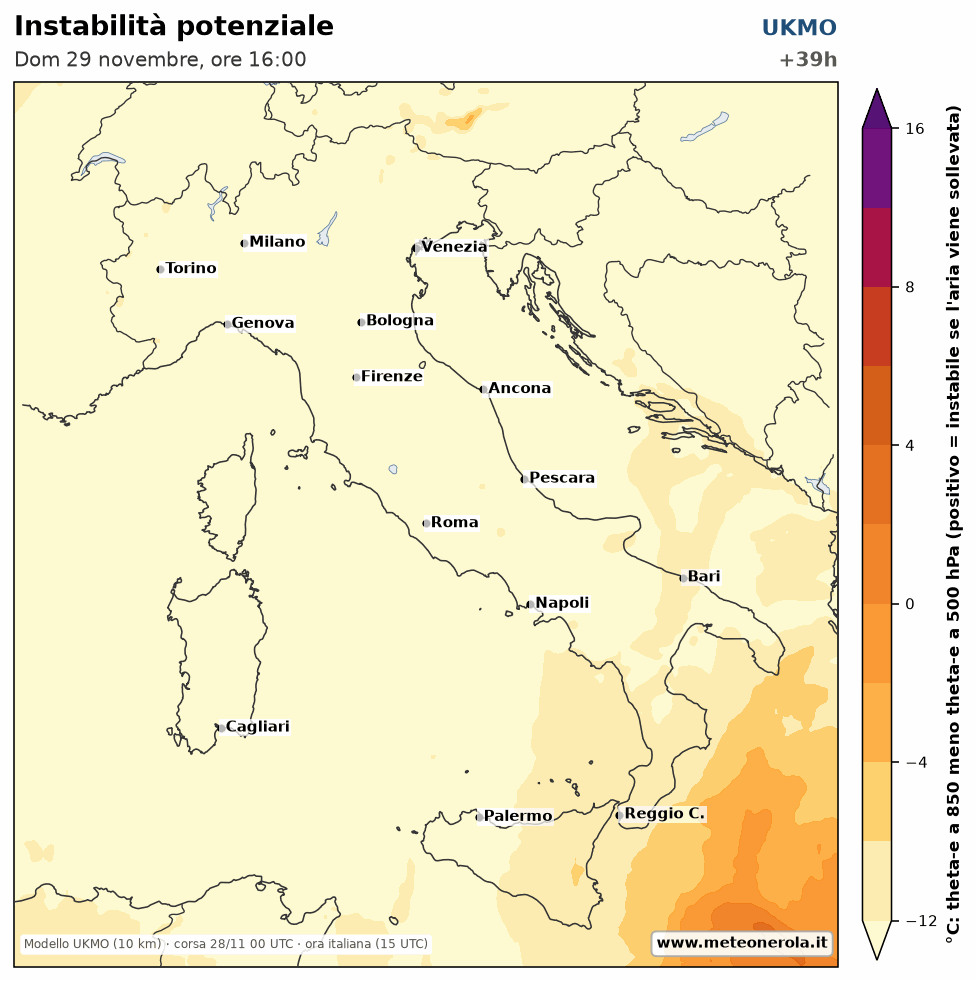 Instabilità potenziale
UKMO
Dom 29 novembre, ore 16:00
+39h
Milano
Venezia
Torino
Genova
Bologna
Firenze
Ancona
Pescara
Roma
Bari
Napoli
Cagliari
Palermo
Reggio C.
Modello UKMO (10 km) · corsa 28/11 00 UTC · ora italiana (15 UTC)
www.meteonerola.it
16
8
4
0
−4
−12
°C: theta-e a 850 meno theta-e a 500 hPa (positivo = instabile se l'aria viene sollevata)